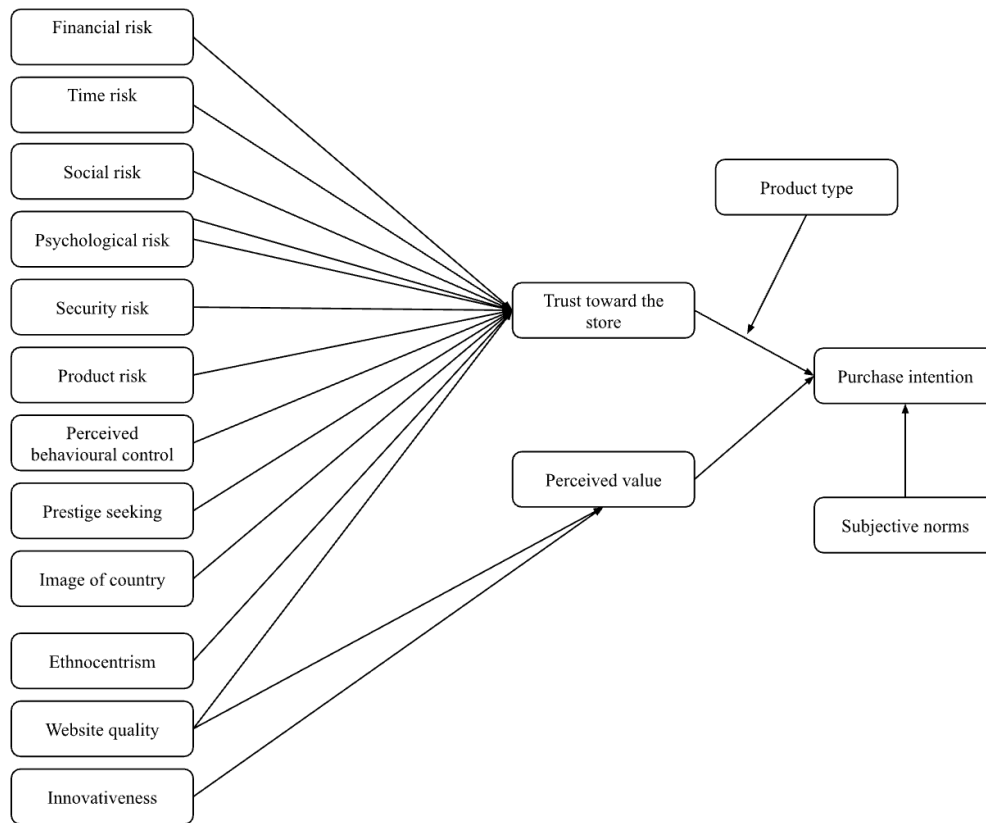 Financial risk
Time risk
Social risk
Psychological risk
Security risk
Product risk
Perceived
behavioural control
Prestige seeking
Image of country
Ethnocentrism
Website quality
Innovativeness
Trust toward the
store
Perceived value
Product type
Purchase intention
Subjective norms